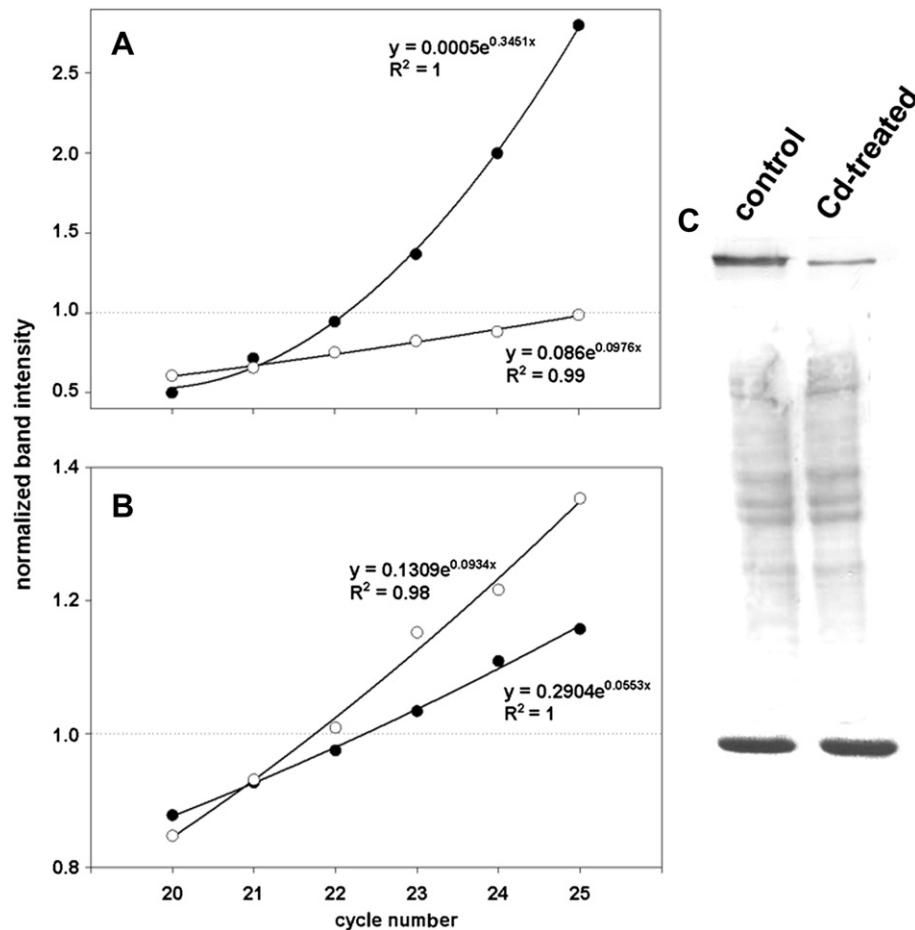 A
y = 0.0005e^0.3451x
R² = 1
2.5
2.0
1.5
1.0
0.5
y = 0.086e^0.0976x
R² = 0.99
normalized band intensity
B
1.4
y = 0.1309e^0.0934x
R² = 0.98
1.2
1.0
0.8
y = 0.2904e^0.0553x
R² = 1
20 21 22 23 24 25
cycle number
C
control
Cd-treated